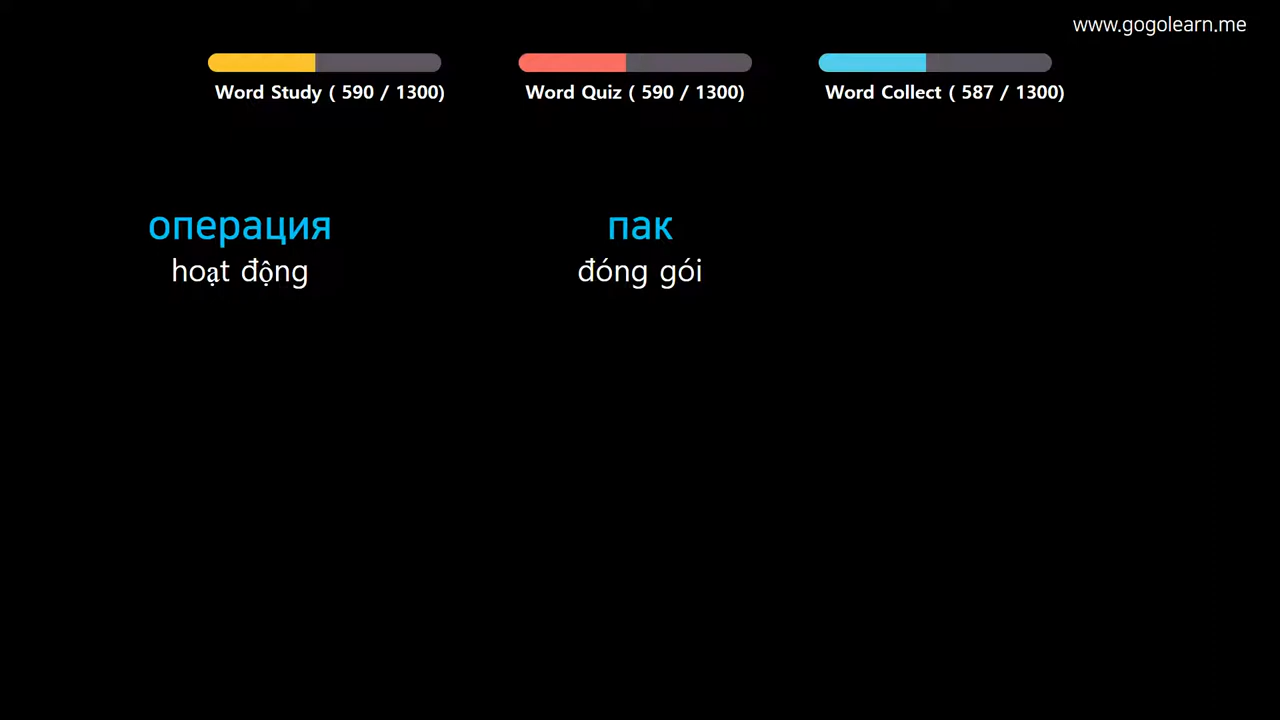 www.gogolearn.me
Word Study ( 590 / 1300)
Word Quiz ( 590 / 1300)
Word Collect ( 587 / 1300)
операция
hoạt động
пак
đóng gói